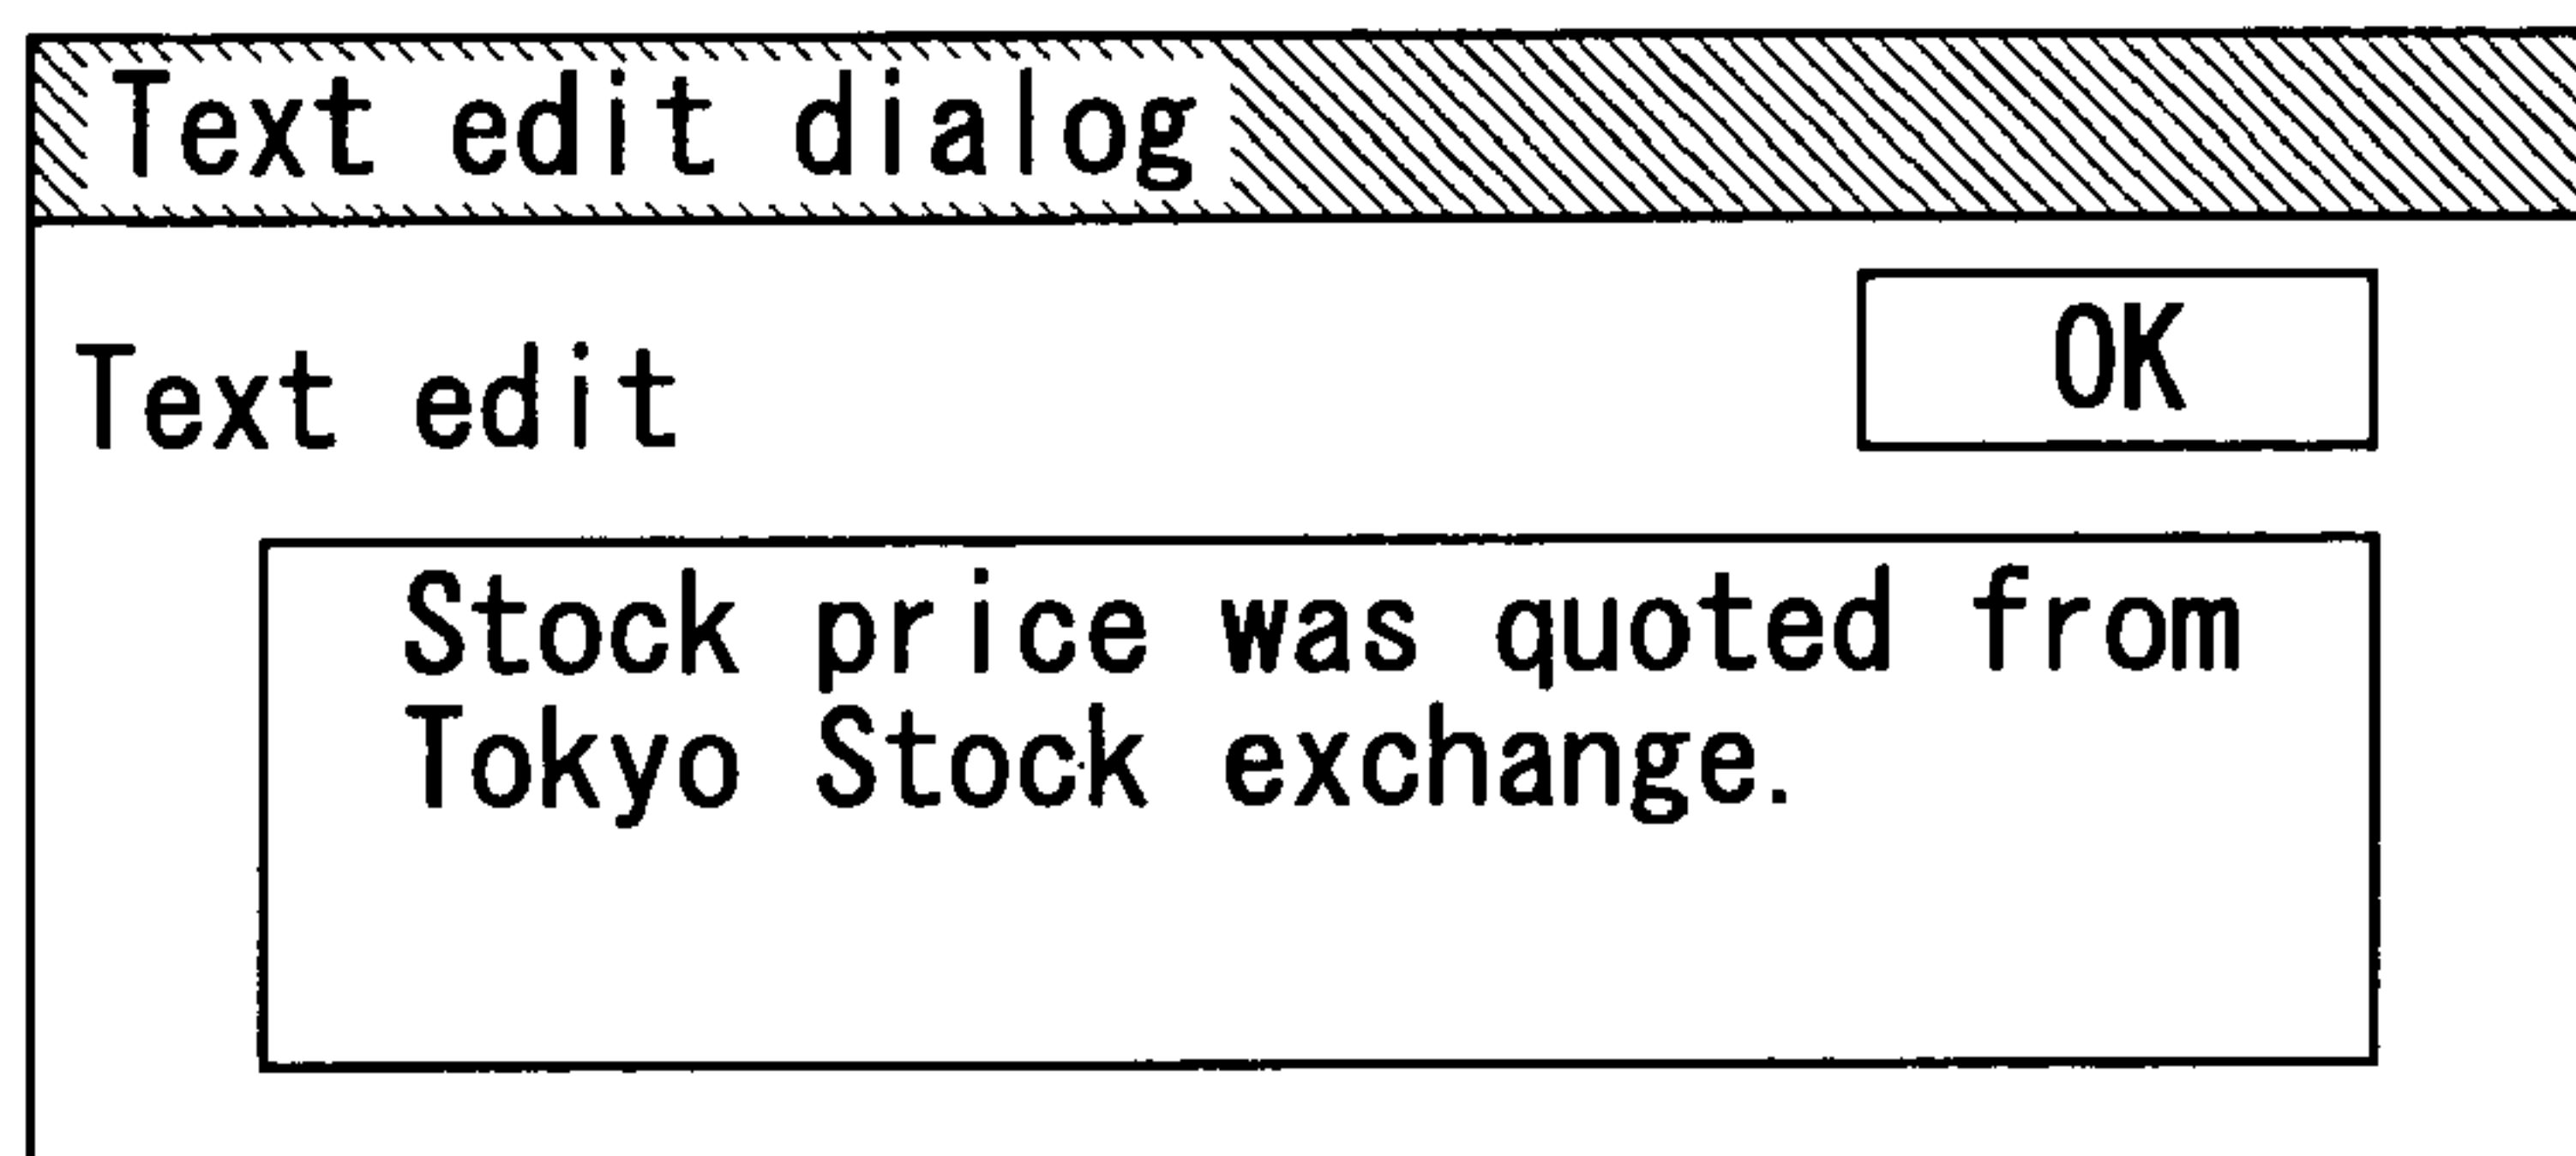 Text edit dialog
OK
Text edit
Stock price was quoted from
Tokyo Stock exchange.